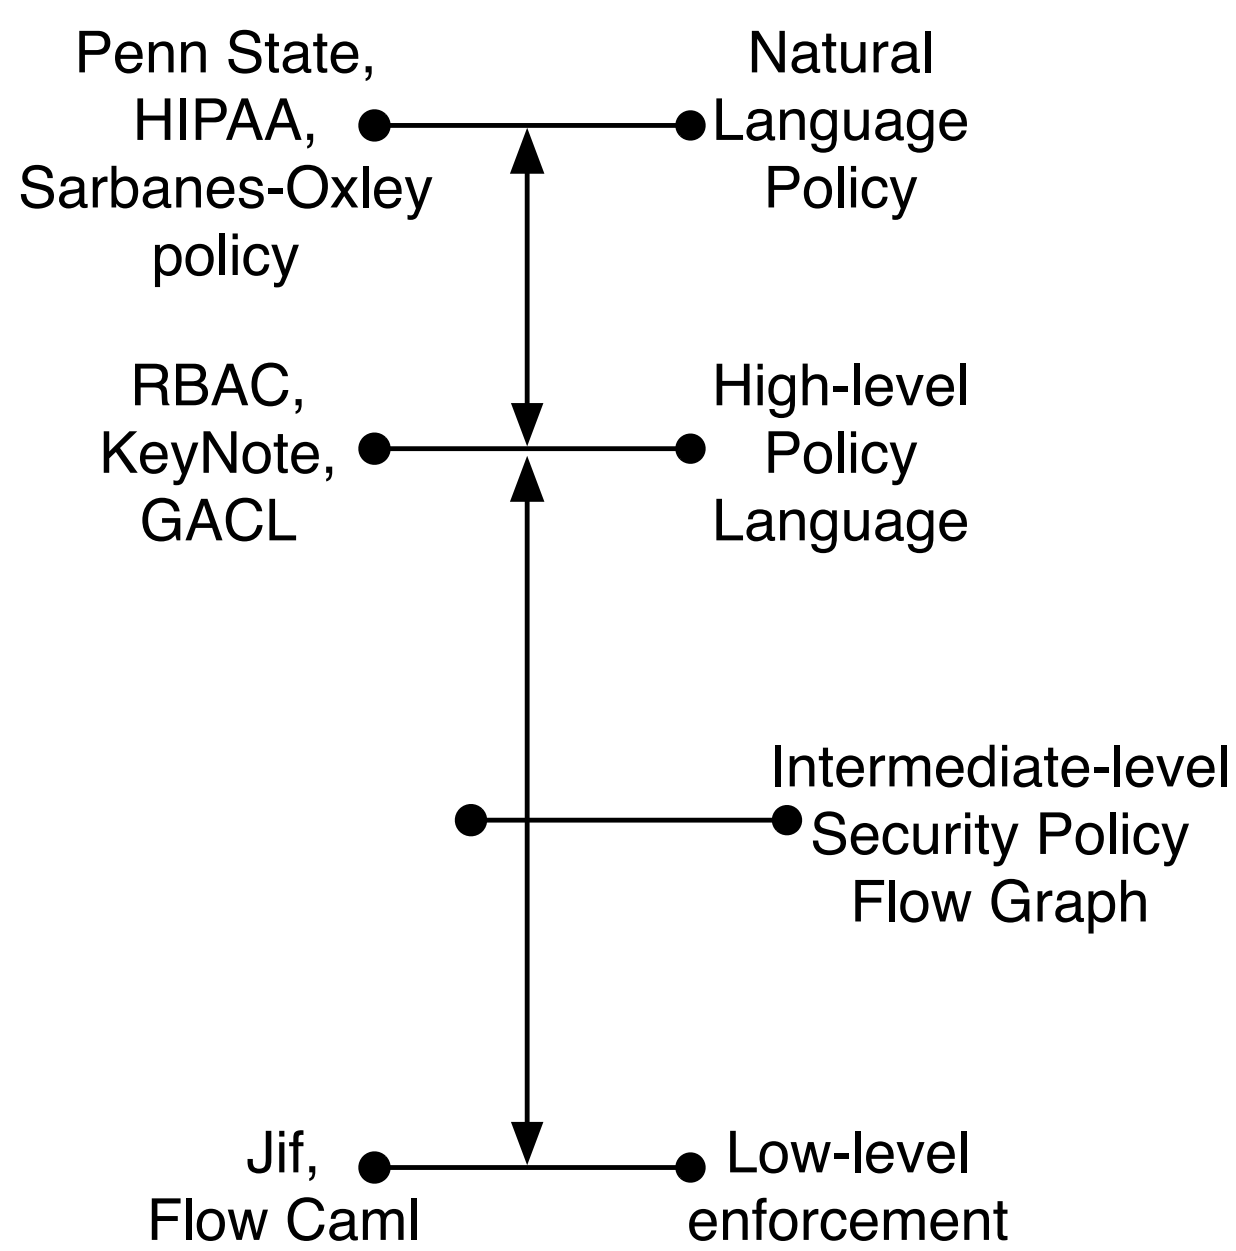 Penn State,
HIPAA,
Sarbanes-Oxley
policy
Natural
Language
Policy
RBAC,
KeyNote,
GACL
High-level
Policy
Language
Intermediate-level
Security Policy
Flow Graph
Jif,
Flow Caml
Low-level
enforcement